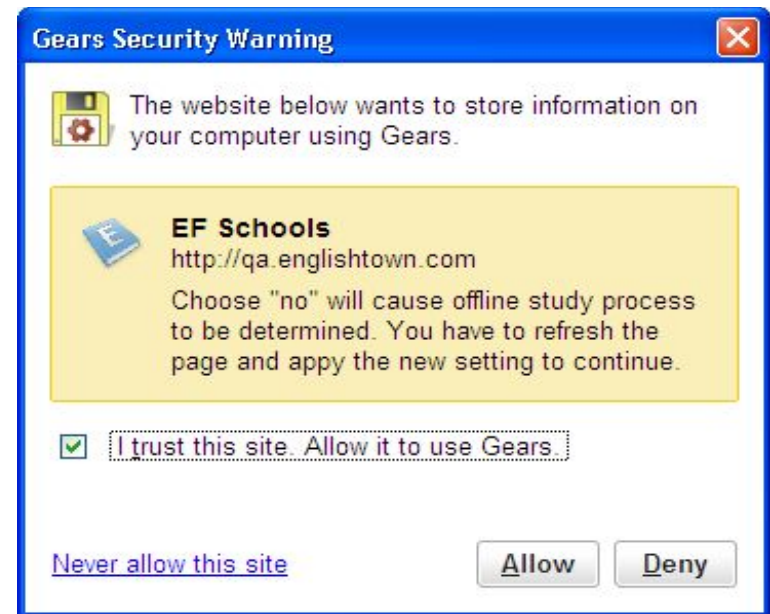 Gears Security Warning
The website below wants to store information on
your computer using Gears.
EF Schools
http://qa.englishtown.com
Choose "no" will cause offline study process
to be determined. You have to refresh the
page and appy the new setting to continue.
I trust this site. Allow it to use Gears.
Never allow this site
Allow
Deny